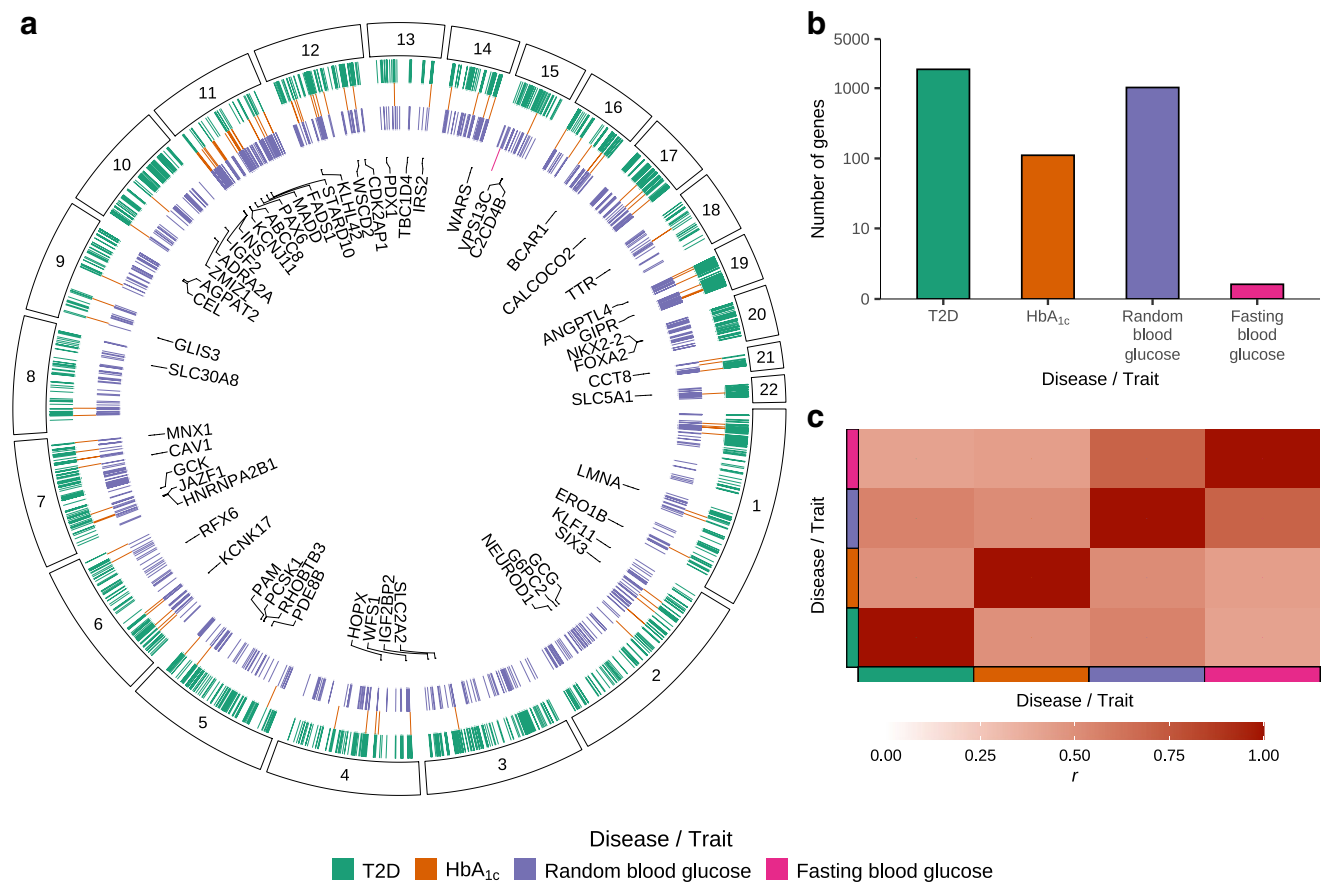 a
12
13
14
15
16
17
18
19
20
21
22
1
2
3
4
5
6
7
8
9
10
11
CEL
AGPAT2
ZMIZ1
ADRA2A
IGF2
INS
KCNJ11
ABCC8
PAX6
MADD
FADS1
STARD10
KLHL42
WSCD2
CDK2AP1
PDX1
TBC1D4
IRS2
WARS
VPS13C
C2CD4B
BCAR1
CALCOCO2
TTR
ANGPTL4
GIPR
NKX2-2
FOXA2
CCT8
SLC5A1
LMNA
ERO1B
KLF11
SIX3
GCG
G6PC2
NEUROD1
SLC2A2
IGF2BP2
WFS1
HOPX
PDE8B
RHOBTB3
PCSK1
PAM
KCNK17
RFX6
HNRNPA2B1
JAZF1
GCK
CAV1
MNX1
SLC30A8
GLIS3
b
Number of genes
5000
1000
100
10
0
T2D
HbA1c
Random
blood
glucose
Fasting
blood
glucose
Disease / Trait
c
Disease / Trait
Disease / Trait
0.00 0.25 0.50 0.75 1.00
r
Disease / Trait
T2D HbA1c Random blood glucose Fasting blood glucose